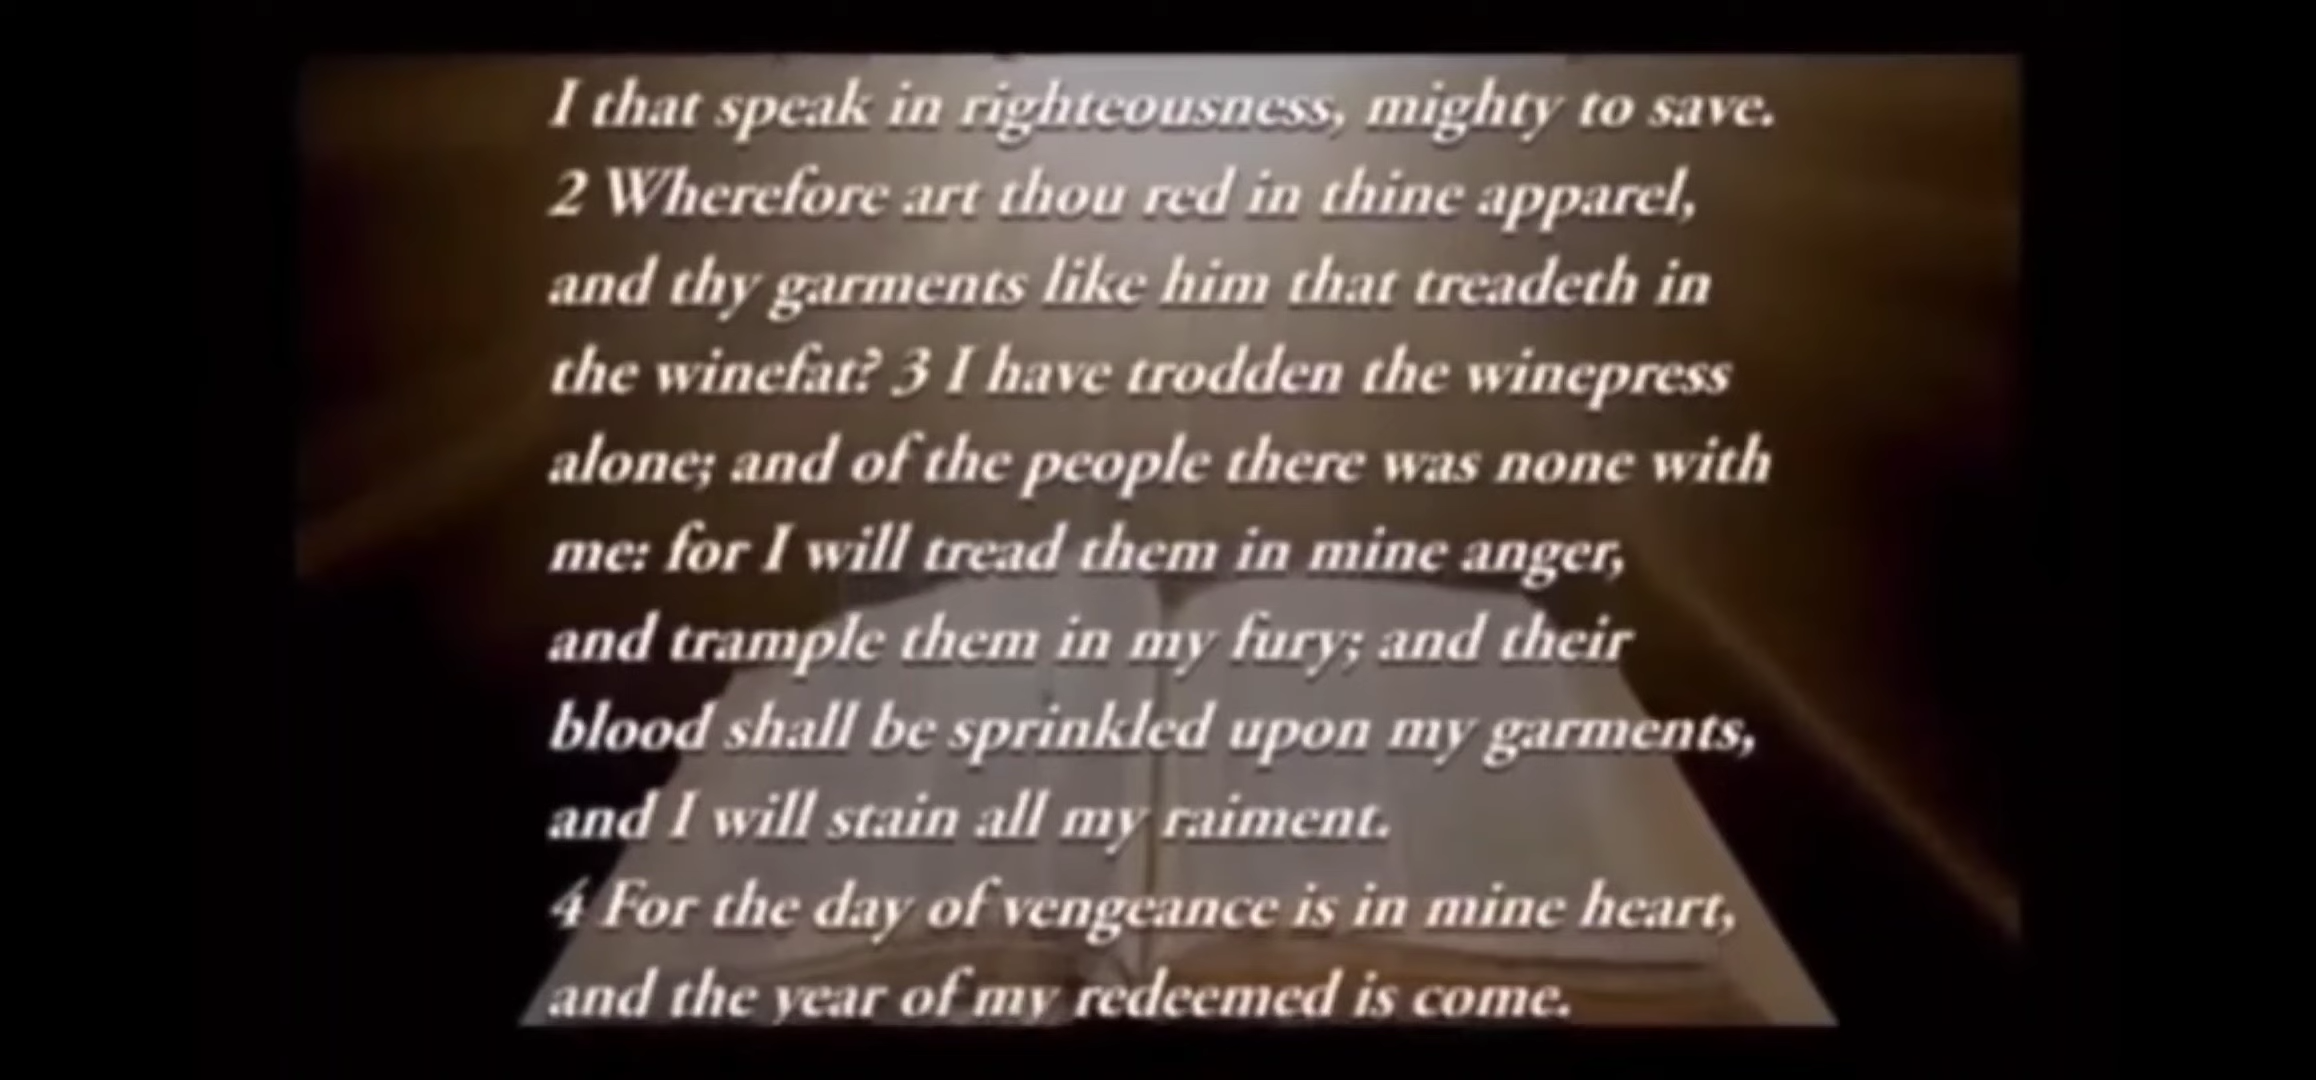 I that speak in righteousness, mighty to save.
2 Wherefore art thou red in thine apparel,
and thy garments like him that treadeth in
the winefat? 3 I have trodden the winepress
alone; and of the people there was none with
me: for I will tread them in mine anger,
and trample them in my fury; and their
blood shall be sprinkled upon my garments,
and I will stain all my raiment.
4 For the day of vengeance is in mine heart,
and the year of my redeemed is come.